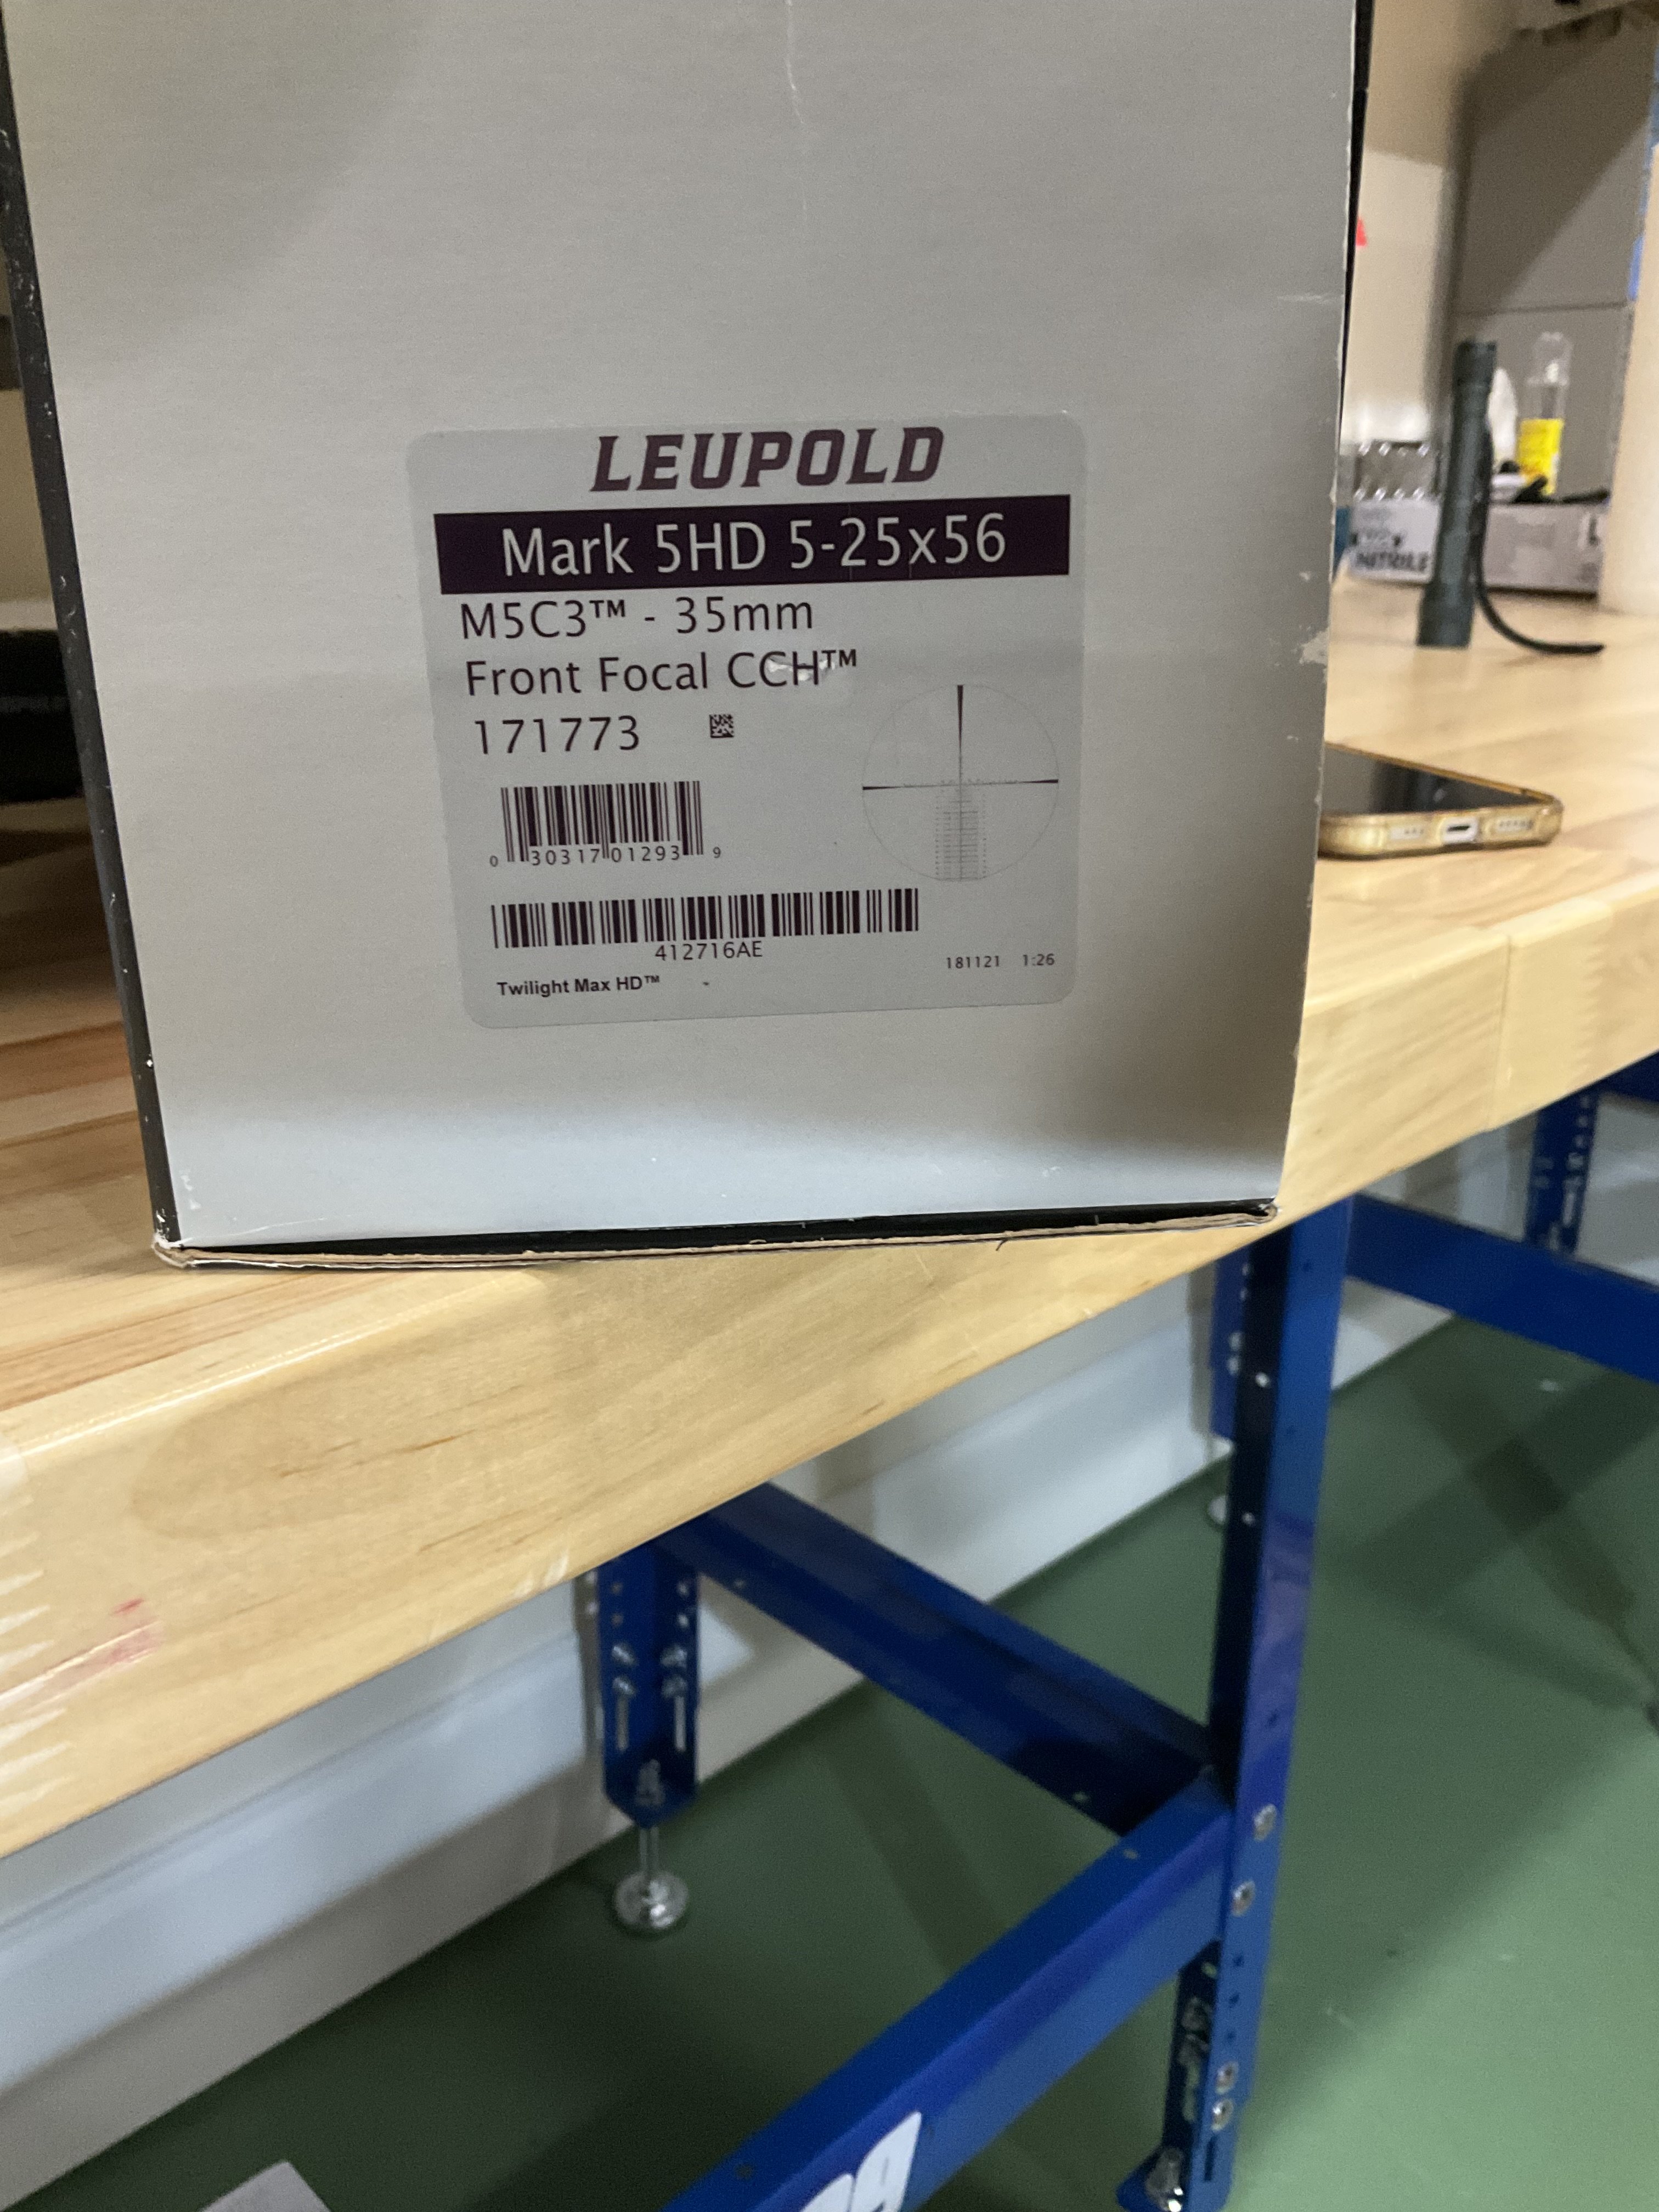 LEUPOLD
Mark 5HD 5-25x56
M5C3™ - 35mm
Front Focal CCH™
171773
0 30317 01293 9
412716AE
Twilight Max HD™
181121 1:26
NITRILE